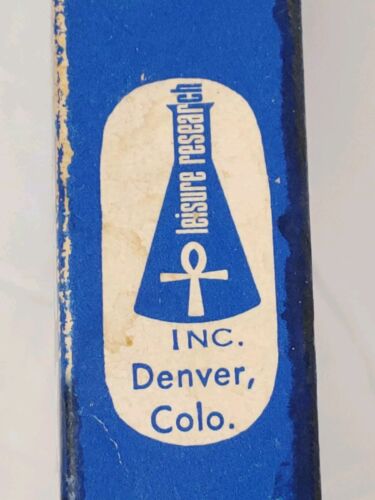 leisure research
INC.
Denver,
Colo.